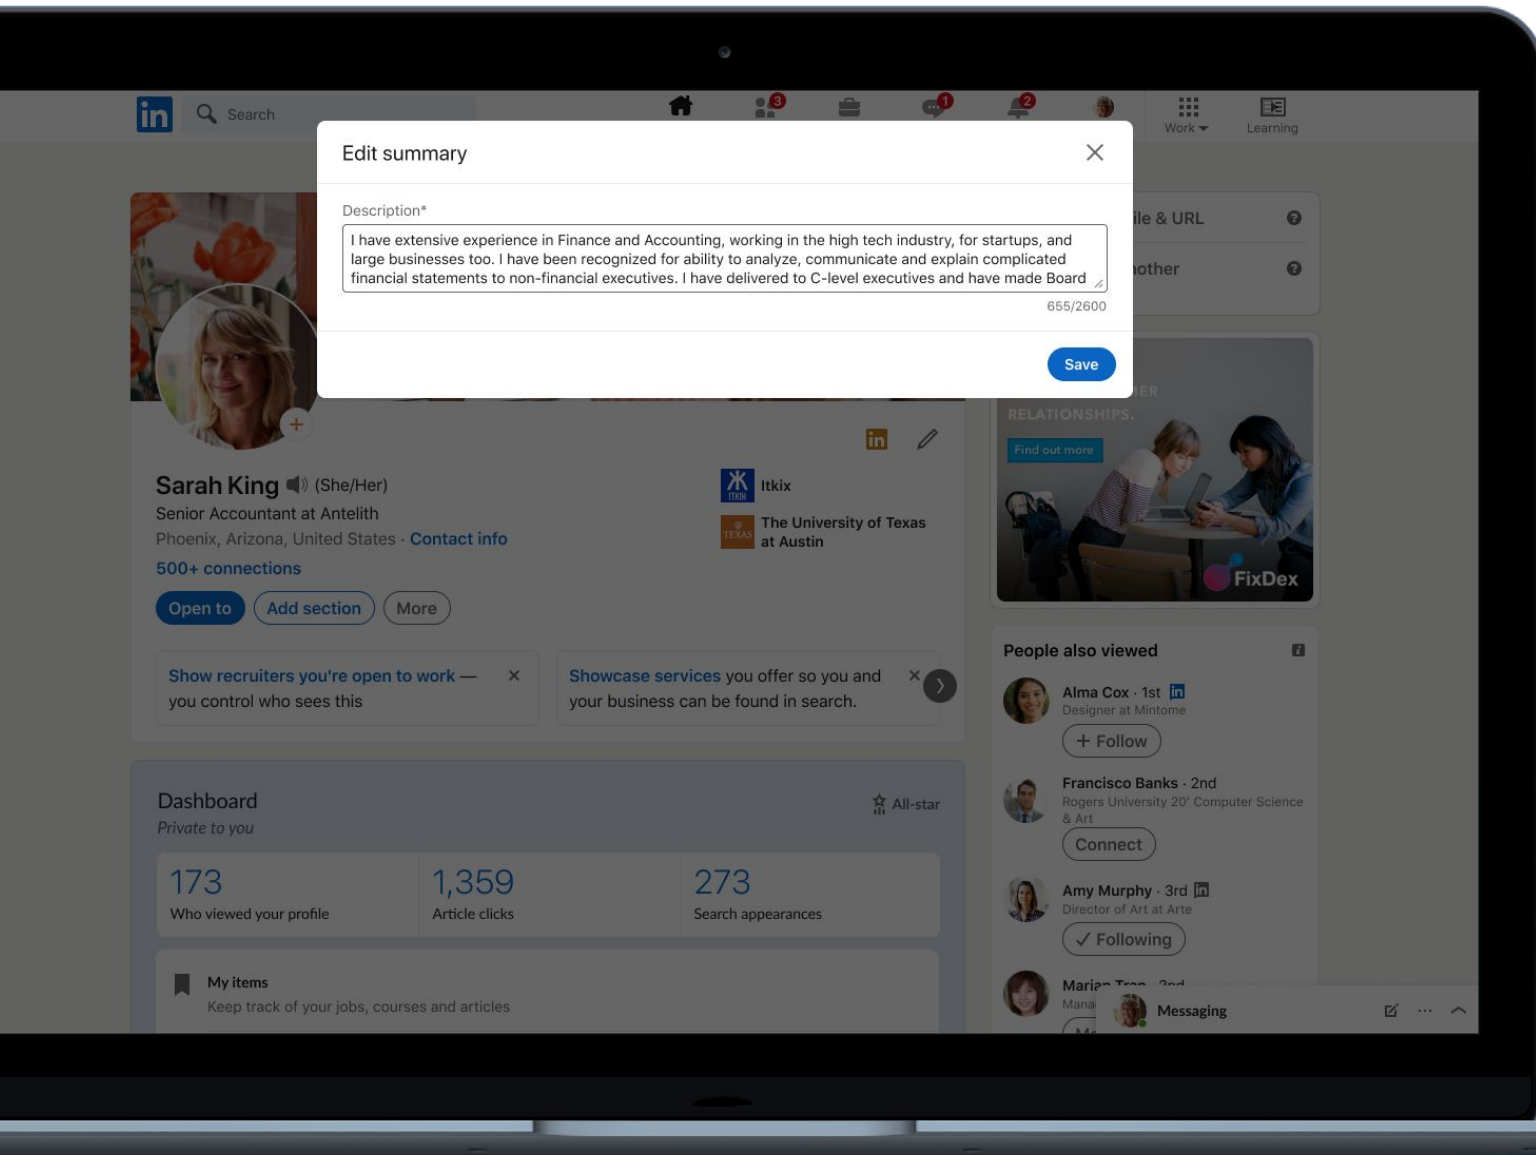 in
Search
3
1
2
Work
Learning
Edit summary
Description*
I have extensive experience in Finance and Accounting, working in the high tech industry, for startups, and
large businesses too. I have been recognized for ability to analyze, communicate and explain complicated
financial statements to non-financial executives. I have delivered to C-level executives and have made Board
655/2600
Save
ile & URL
nother
RELATIONSHIPS.
Find out more
FixDex
in
Sarah King (She/Her)
Senior Accountant at Antelith
Phoenix, Arizona, United States · Contact info
500+ connections
ITKIN
Itkix
TEXAS
The University of Texas
at Austin
Open to
Add section
More
Show recruiters you're open to work —
you control who sees this
Showcase services you offer so you and
your business can be found in search.
People also viewed
Alma Cox · 1st in
Designer at Mintome
+ Follow
Francisco Banks · 2nd
Rogers University 20' Computer Science
& Art
Connect
Amy Murphy · 3rd in
Director of Art at Arte
✓ Following
Dashboard
Private to you
All-star
173
Who viewed your profile
1,359
Article clicks
273
Search appearances
My items
Keep track of your jobs, courses and articles
Messaging